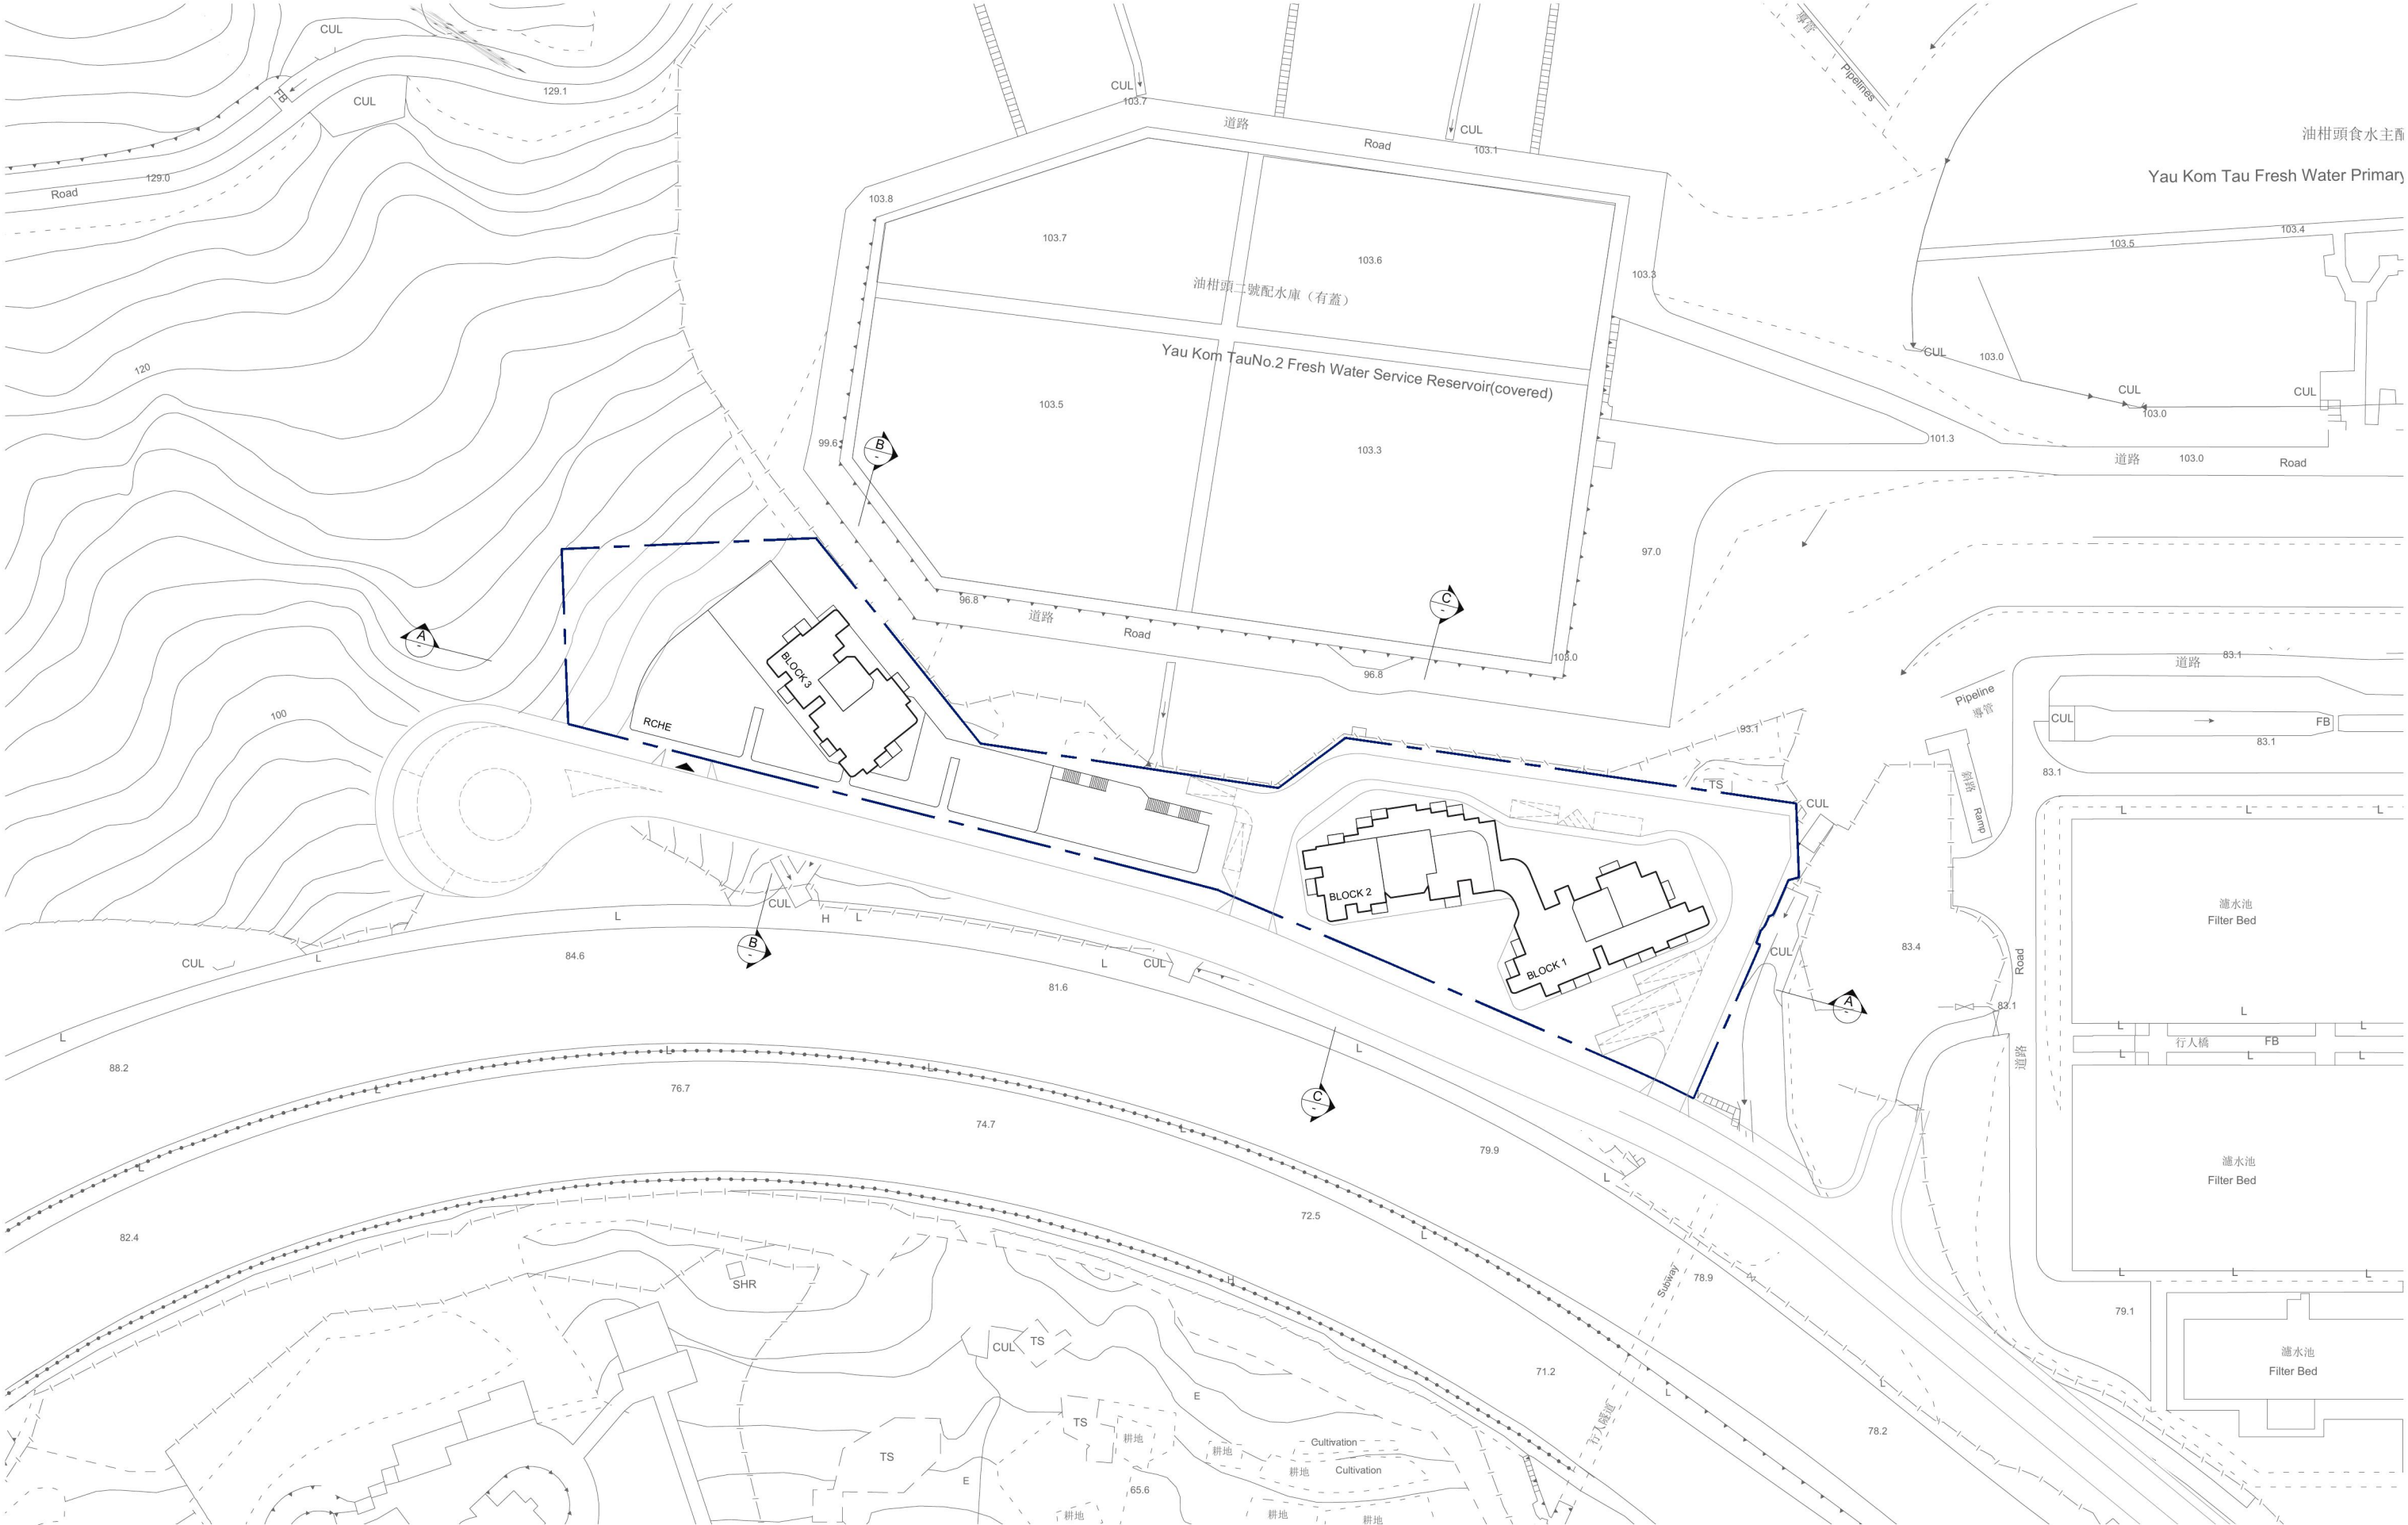 CUL
導管
Pipelines
CUL
FB
129.1
CUL
103.7
道路
Road
CUL
103.1
油柑頭食水主配
Yau Kom Tau Fresh Water Primary
129.0
Road
103.8
103.7
103.6
油柑頭二號配水庫（有蓋）
103.3
103.5
103.4
120
Yau Kom TauNo.2 Fresh Water Service Reservoir(covered)
CUL
103.0
CUL
CUL
103.0
103.5
99.6
B
-
103.3
101.3
道路
103.0
Road
97.0
96.8
道路
Road
C
-
103.0
96.8
A
-
BLOCK 3
RCHE
100
道路
83.1
Pipeline
導管
CUL
FB
83.1
83.1
93.1
TS
CUL
斜路
Ramp
L
L
L
BLOCK 2
BLOCK 1
濾水池
Filter Bed
CUL
H
L
L
B
-
CUL
L
84.6
L
CUL
81.6
CUL
83.4
Road
A
-
83.1
L
L
L
行人橋
FB
L
L
L
道路
L
88.2
L
L
L
76.7
L
C
-
74.7
L
L
79.9
濾水池
Filter Bed
L
82.4
72.5
L
H
SHR
Subway
78.9
L
L
L
79.1
CUL
TS
濾水池
Filter Bed
71.2
L
L
E
TS
耕地
行人隧道
78.2
TS
耕地
Cultivation
耕地
Cultivation
E
65.6
耕地
耕地
耕地